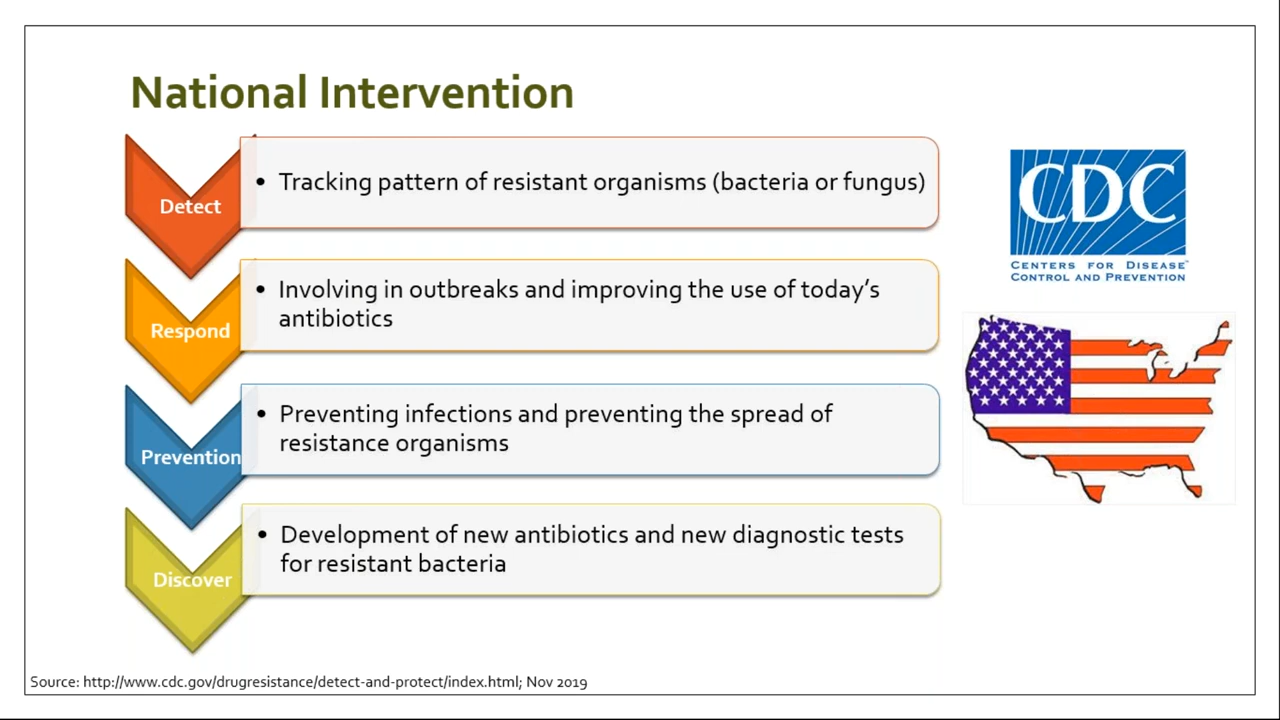 National Intervention
Detect
• Tracking pattern of resistant organisms (bacteria or fungus)
Respond
• Involving in outbreaks and improving the use of today’s
antibiotics
Prevention
• Preventing infections and preventing the spread of
resistance organisms
Discover
• Development of new antibiotics and new diagnostic tests
for resistant bacteria
CDC
CENTERS FOR DISEASE™
CONTROL AND PREVENTION
Source: http://www.cdc.gov/drugresistance/detect-and-protect/index.html; Nov 2019